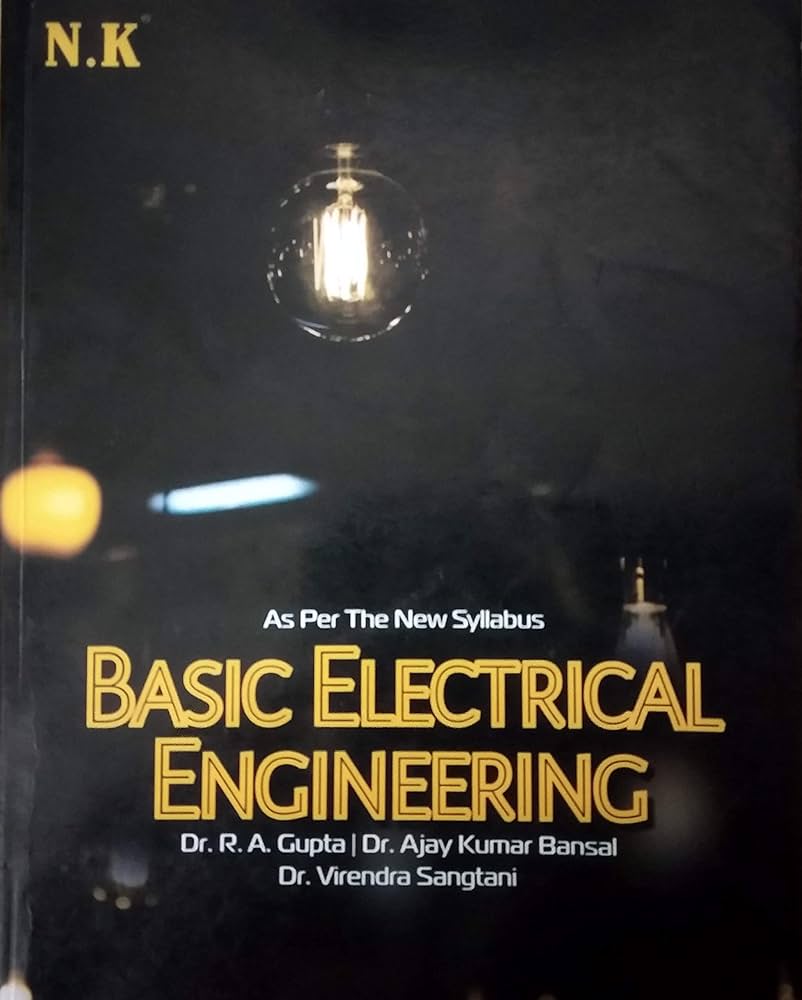 N.K
As Per The New Syllabus
BASIC ELECTRICAL
ENGINEERING
Dr. R. A. Gupta | Dr. Ajay Kumar Bansal
Dr. Virendra Sangtani